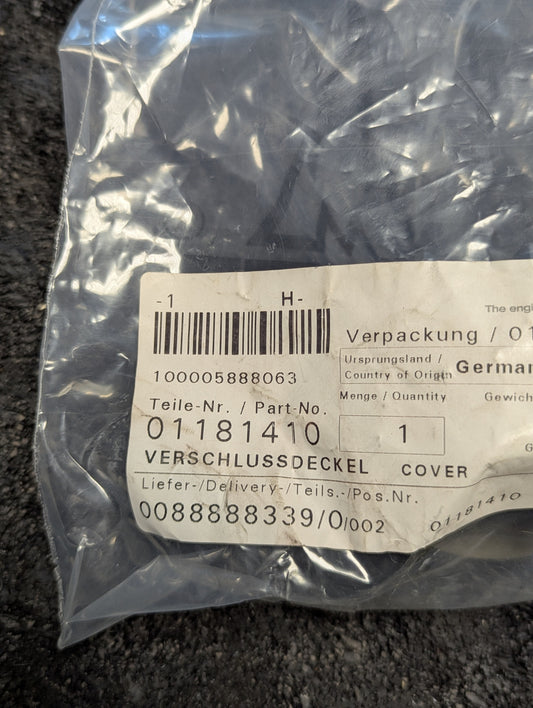 -1 H-
100005888063
The engi
Verpackung / 01
Ursprungsland /
Country of Origin German
Menge / Quantity Gewich
Teile-Nr. / Part-No.
01181410 1
VERSCHLUSSDECKEL COVER
Liefer-/Delivery-/Teils.-/Pos.Nr.
0088888339/0/002 01181410